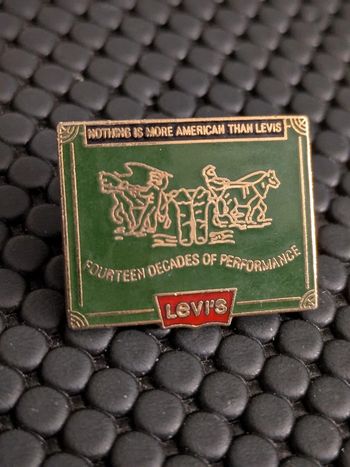 NOTHING IS MORE AMERICAN THAN LEVIS
FOURTEEN DECADES OF PERFORMANCE
LeVI'S